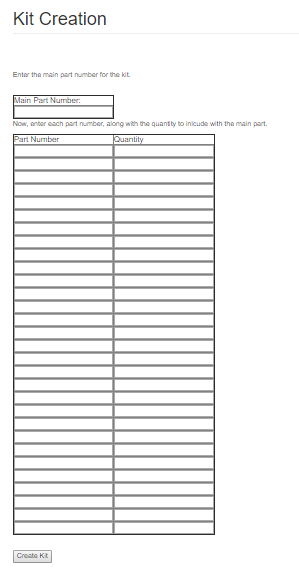 Kit Creation
Enter the main part number for the kit.
Main Part Number:
Now, enter each part number, along with the quantity to inlcude with the main part.
Part Number Quantity
Create Kit